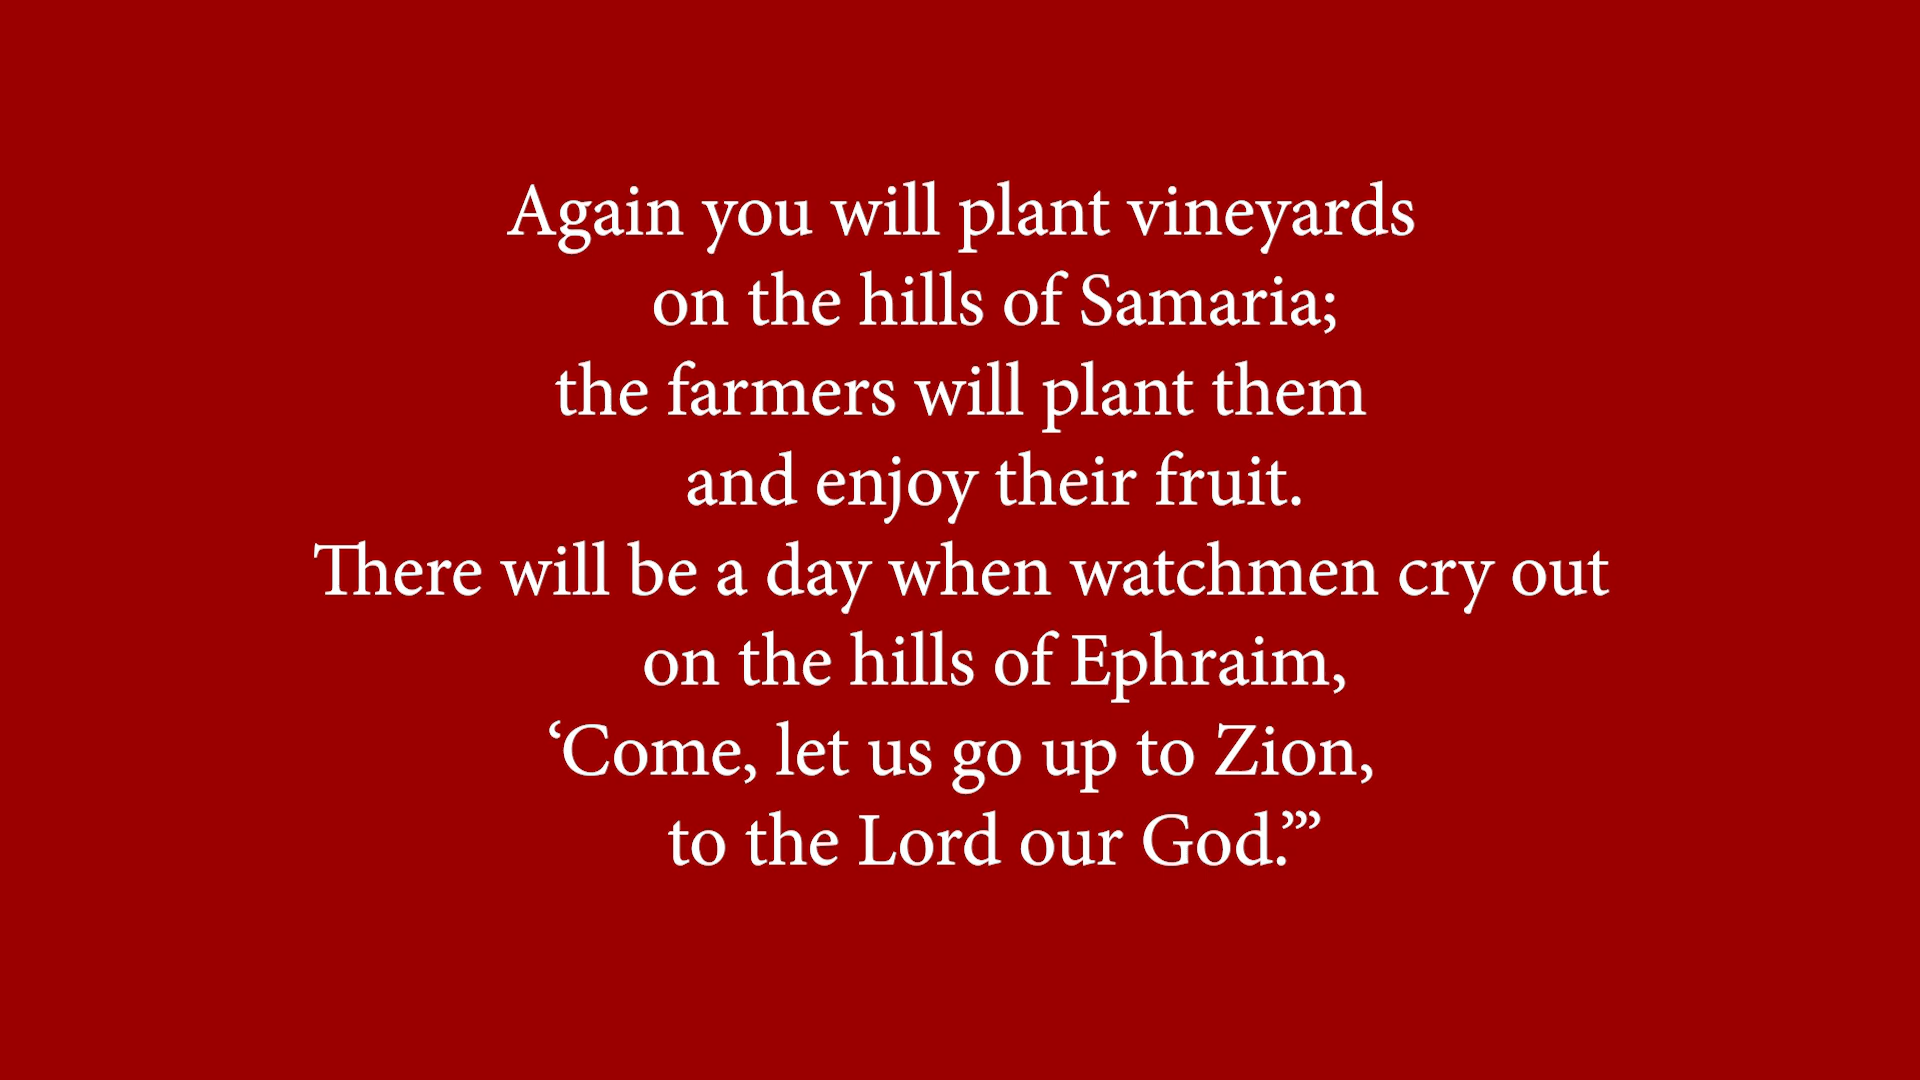 Again you will plant vineyards
on the hills of Samaria;
the farmers will plant them
and enjoy their fruit.
There will be a day when watchmen cry out
on the hills of Ephraim,
‘Come, let us go up to Zion,
to the Lord our God.’”